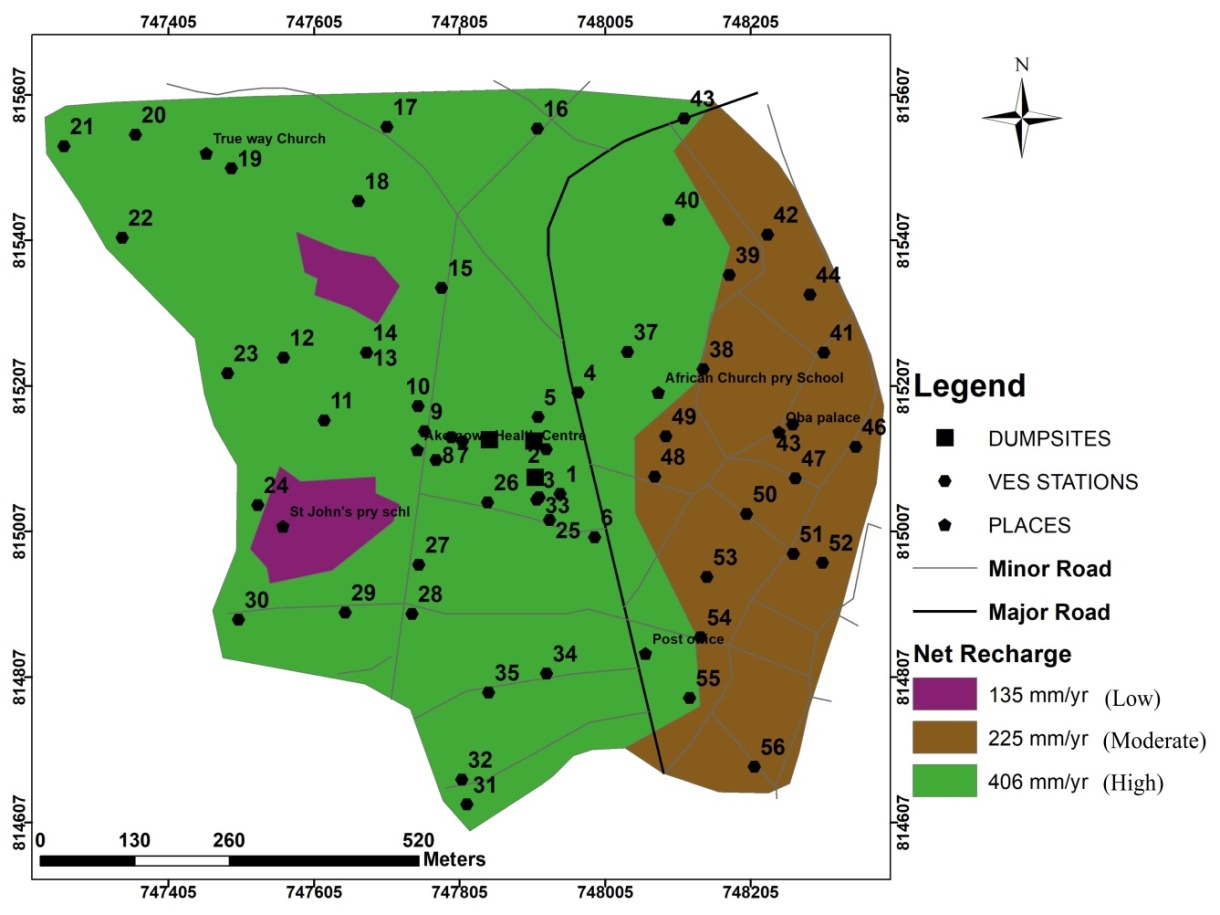 747405 747605 747805 748005 748205
815607 815607
N
43
17 16
20
21
True way Church
19
18
40
22
42
815407 815407
39
15 44
14 37
12 41
13 38
23
4
African Church pry School
815207 815207
Legend
10
5
11 9
Oba palace
49 46
Health Centre
43
DUMPSITES
2
87
48 47
VES STATIONS
26 3 1
24
50
33 6
St John's pry schl
PLACES
25
815007 815007
51
52
27
53
Minor Road
30 29 28
Major Road
54
Post office
34
Net Recharge
35 55
814807 814807
135 mm/yr (Low)
225 mm/yr (Moderate)
56
32
406 mm/yr (High)
31
814607 814607
0 130 260 520
Meters
747405 747605 747805 748005 748205